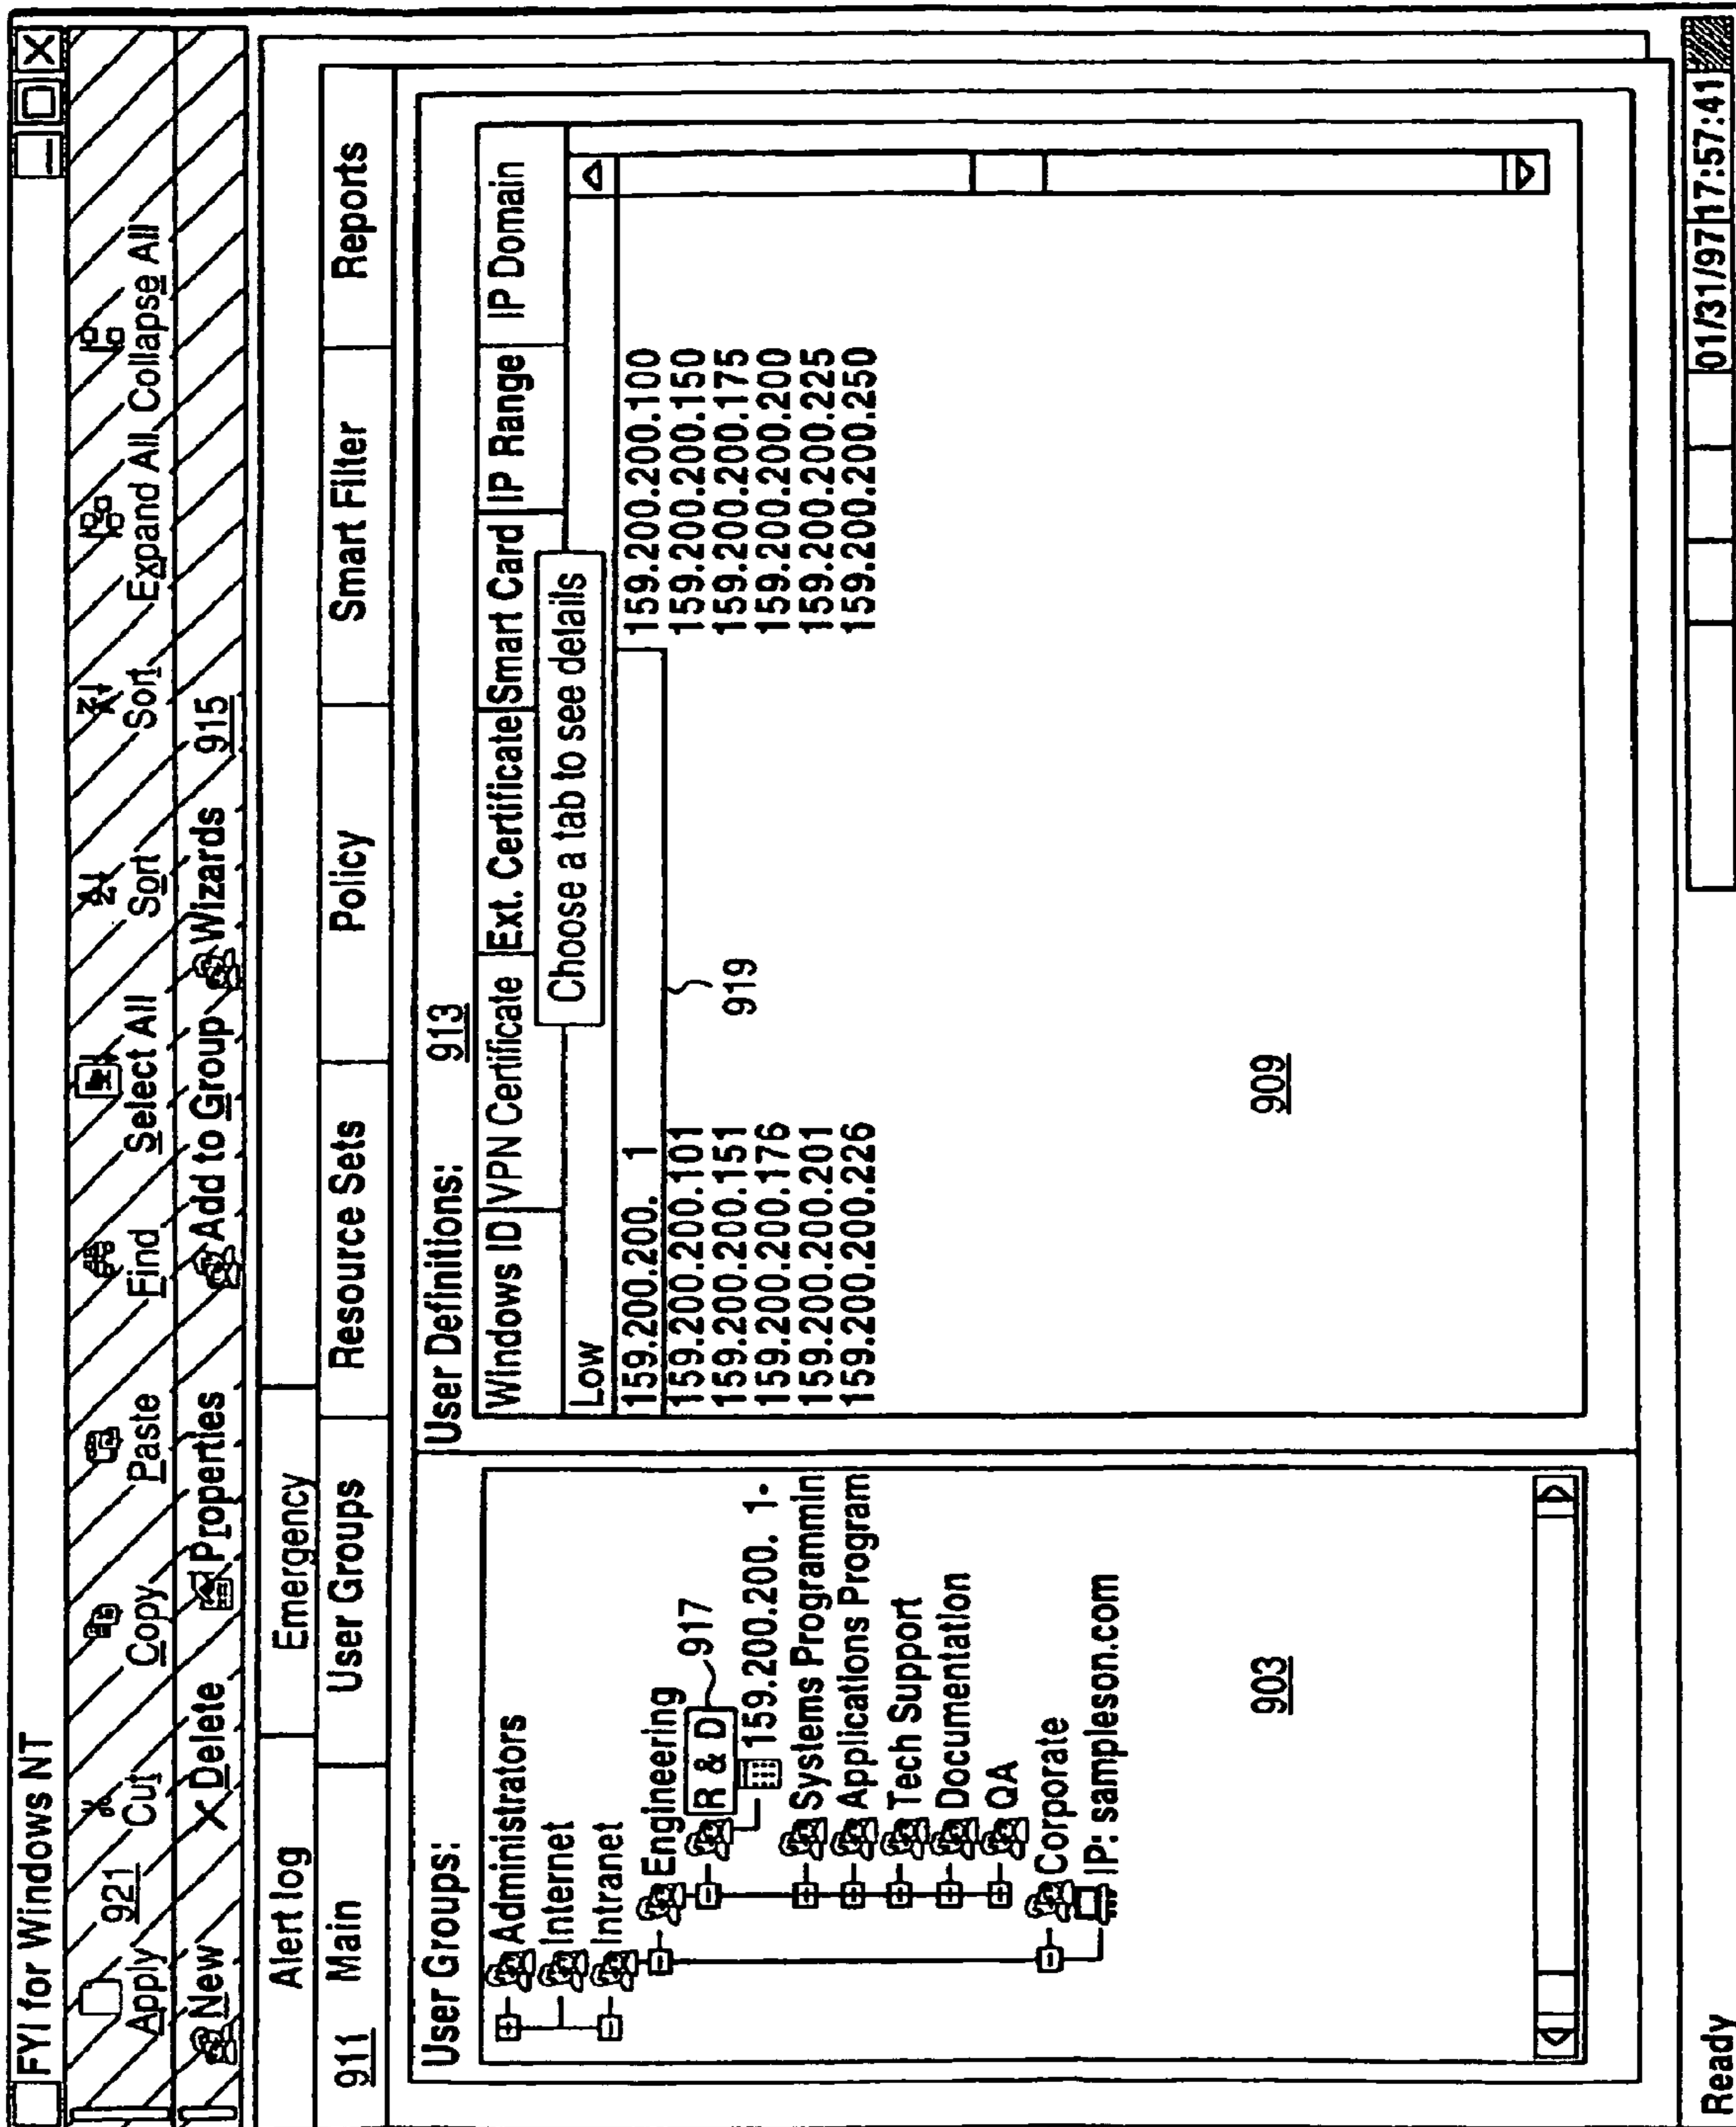 FYI for Windows NT
921
Apply Cut Copy Paste Find Select All Sort Sort Expand All Collapse All
New Delete Properties Add to Group Wizards 915
Alert log Emergency
911 Main User Groups Resource Sets Policy Smart Filter Reports
User Groups:
Administrators
Internet
Intranet
Engineering
R & D
917
159.200.200. 1-
Systems Programmin
Applications Program
Tech Support
Documentation
QA
Corporate
IP: sampleson.com
903
User Definitions: 913
Windows ID VPN Certificate Ext. Certificate Smart Card IP Range IP Domain
Choose a tab to see details
Low
159.200.200. 1 159.200.200.100
159.200.200.101 159.200.200.150
159.200.200.151 159.200.200.175
159.200.200.176 159.200.200.200
159.200.200.201 159.200.200.225
159.200.200.226 159.200.200.250
919
909
Ready 01/31/97 17:57:41